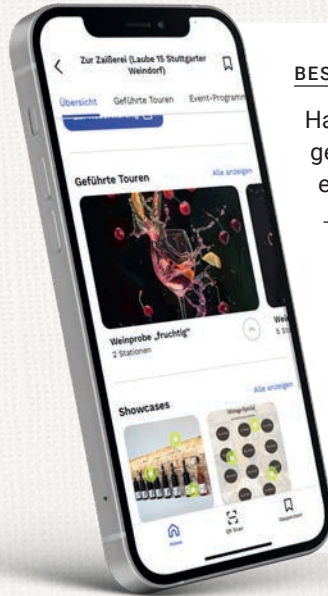 Zur Zaißerei (Laube 15 Stuttgarter
Weindorf)
Übersicht
Geführte Touren
Event-Programm
Geführte Touren
Alle anzeigen
Weinprobe „fruchtig“
2 Stationen
Showcases
Alle anzeigen
Home
QR Scan
BES
Ha
ge
e